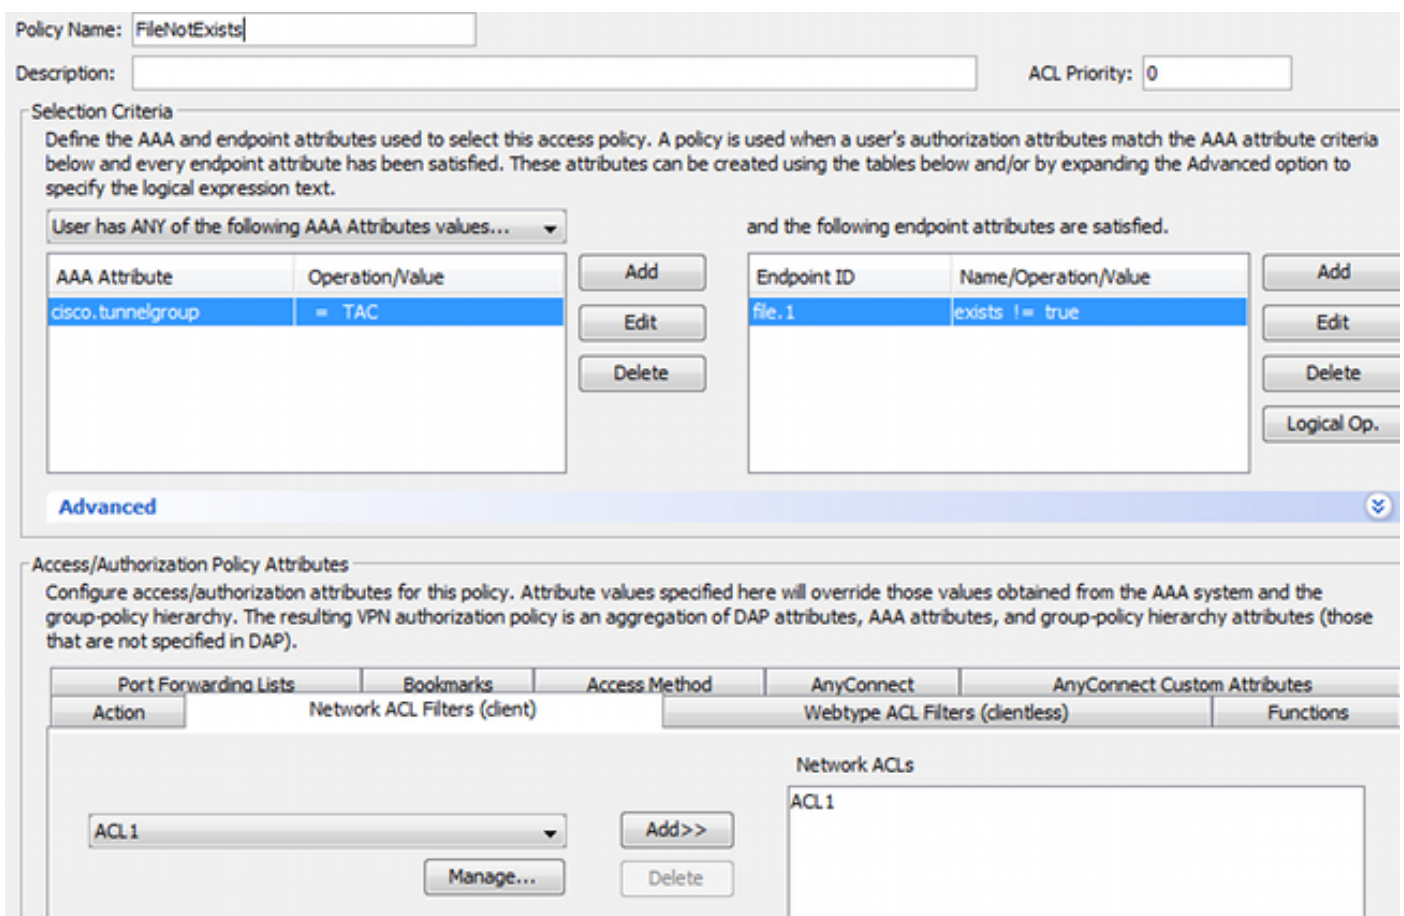 Policy Name: FileNotExists
Description:
ACL Priority: 0
Selection Criteria
Define the AAA and endpoint attributes used to select this access policy. A policy is used when a user's authorization attributes match the AAA attribute criteria
below and every endpoint attribute has been satisfied. These attributes can be created using the tables below and/or by expanding the Advanced option to
specify the logical expression text.
User has ANY of the following AAA Attributes values...
and the following endpoint attributes are satisfied.
AAA Attribute Operation/Value
cisco.tunnelgroup = TAC
Add
Edit
Delete
Endpoint ID Name/Operation/Value
file.1 exists != true
Add
Edit
Delete
Logical Op.
Advanced
Access/Authorization Policy Attributes
Configure access/authorization attributes for this policy. Attribute values specified here will override those values obtained from the AAA system and the
group-policy hierarchy. The resulting VPN authorization policy is an aggregation of DAP attributes, AAA attributes, and group-policy hierarchy attributes (those
that are not specified in DAP).
Port Forwarding Lists Bookmarks Access Method AnyConnect AnyConnect Custom Attributes
Action Network ACL Filters (client) Webtype ACL Filters (clientless) Functions
Network ACLs
ACL1
Add>>
ACL1
Manage...
Delete